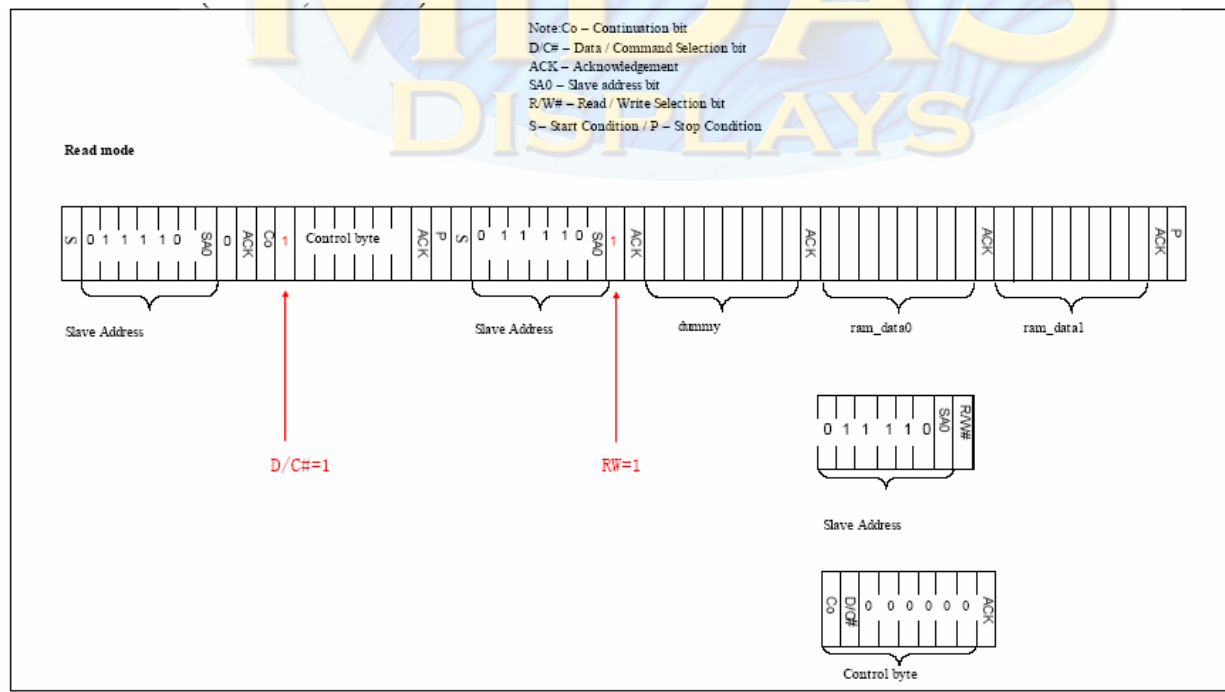 MIDAS
DISPLAYS
Note:Co – Continuation bit
D/C# – Data / Command Selection bit
ACK – Acknowledgement
SA0 – Slave address bit
R/W# – Read / Write Selection bit
S – Start Condition / P – Stop Condition
Read mode
S 0 1 1 1 1 0 SA0 0 ACK Co 1 Control byte ACK P S 0 1 1 1 1 0 SA0 1 ACK ACK ACK ACK P
Slave Address Slave Address dummy ram_data0 ram_data1
0 1 1 1 1 0 SA0 R/W#
D/C#=1 RW=1
Slave Address
Co D/C# 0 0 0 0 0 0 ACK
Control byte